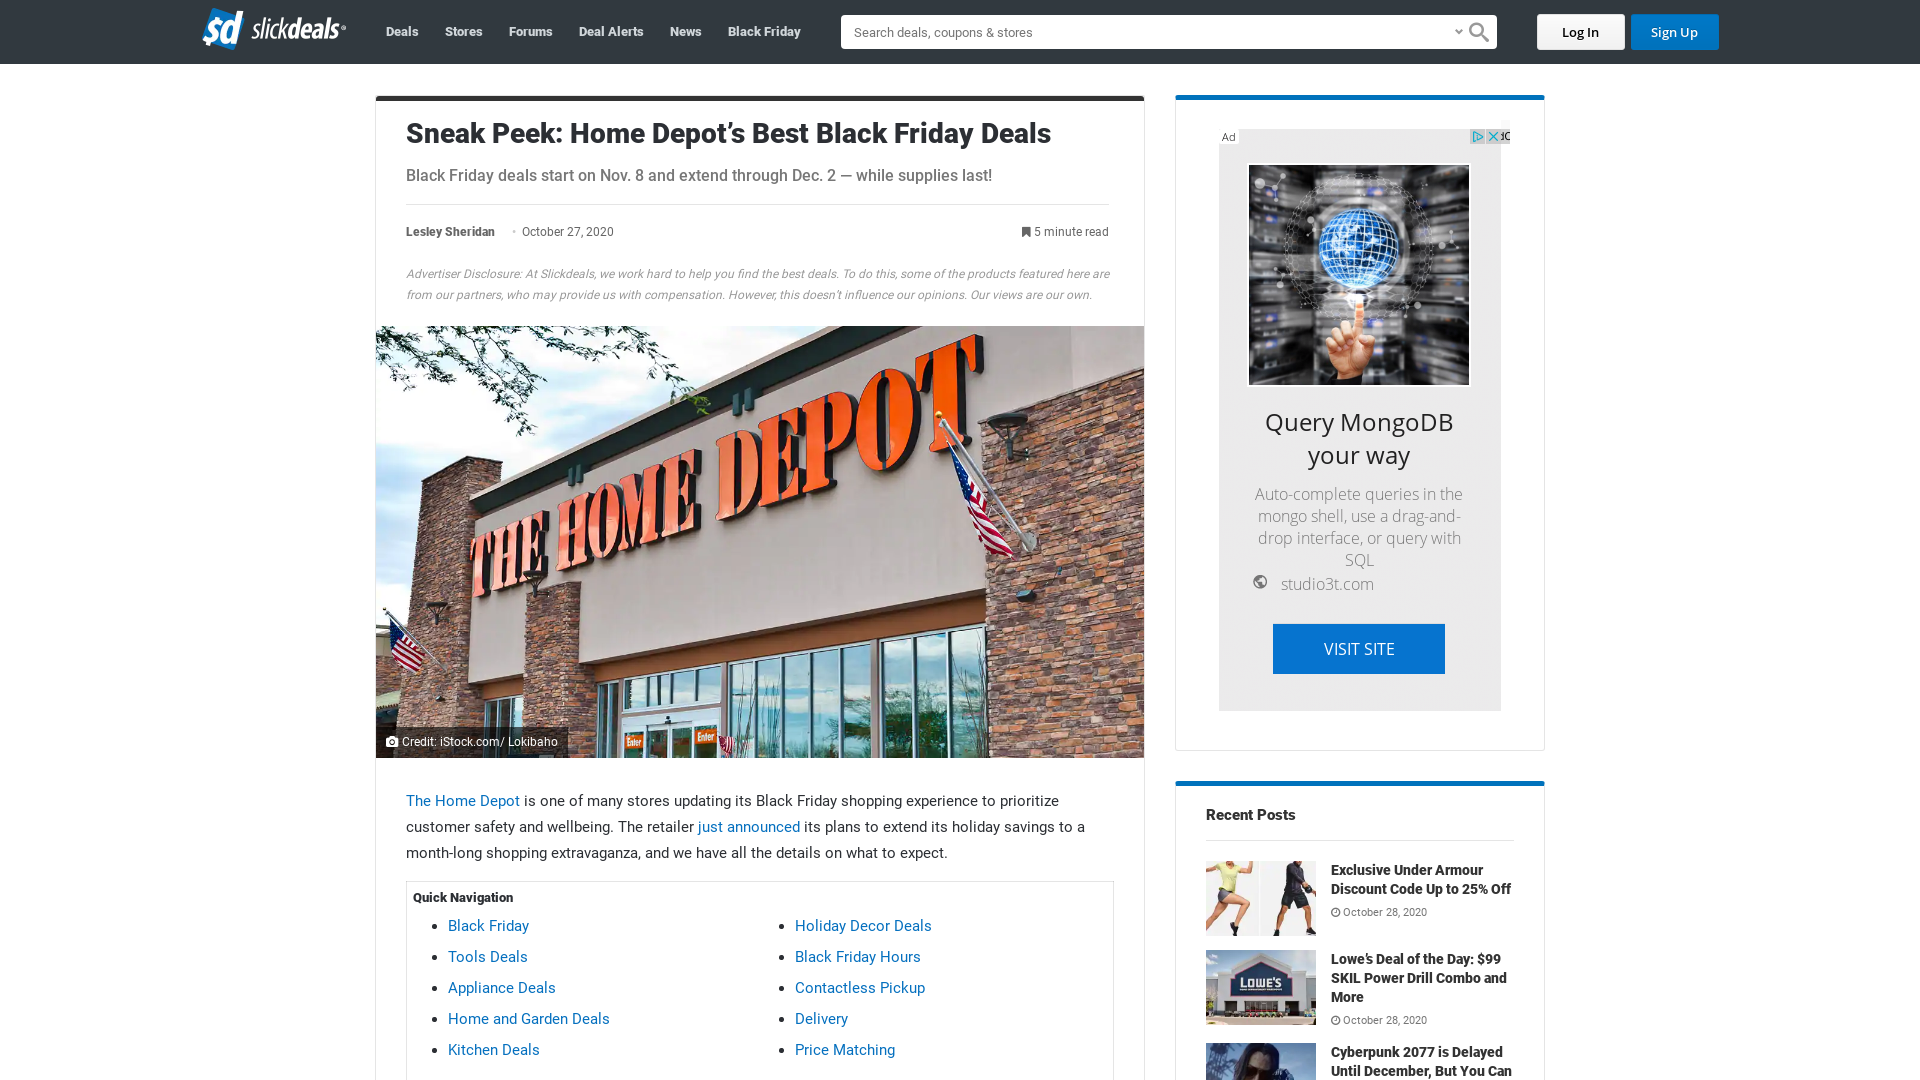 $d slickdeals
Deals
Stores
Forums
Deal Alerts
News
Black Friday
Search deals, coupons & stores
Log In
Sign Up
Sneak Peek: Home Depot’s Best Black Friday Deals
Black Friday deals start on Nov. 8 and extend through Dec. 2 — while supplies last!
Lesley Sheridan • October 27, 2020
5 minute read
Advertiser Disclosure: At Slickdeals, we work hard to help you find the best deals. To do this, some of the products featured here are
from our partners, who may provide us with compensation. However, this doesn’t influence our opinions. Our views are our own.
THE HOME DEPOT
Enter
Enter
Credit: iStock.com/ Lokibaho
The Home Depot is one of many stores updating its Black Friday shopping experience to prioritize
customer safety and wellbeing. The retailer just announced its plans to extend its holiday savings to a
month-long shopping extravaganza, and we have all the details on what to expect.
Quick Navigation
Black Friday
Tools Deals
Appliance Deals
Home and Garden Deals
Kitchen Deals
Holiday Decor Deals
Black Friday Hours
Contactless Pickup
Delivery
Price Matching
Ad
Query MongoDB
your way
Auto-complete queries in the
mongo shell, use a drag-and-
drop interface, or query with
SQL
studio3t.com
VISIT SITE
Recent Posts
Exclusive Under Armour
Discount Code Up to 25% Off
October 28, 2020
LOWE'S
Lowe’s Deal of the Day: $99
SKIL Power Drill Combo and
More
October 28, 2020
Cyberpunk 2077 is Delayed
Until December, But You Can